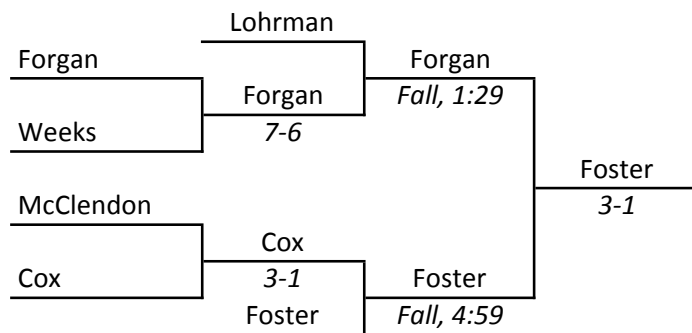 Lohrman
Forgan
Forgan
Forgan
Fall, 1:29
Weeks
7-6
Foster
McClendon
3-1
Cox
Cox
3-1
Foster
Foster
Fall, 4:59